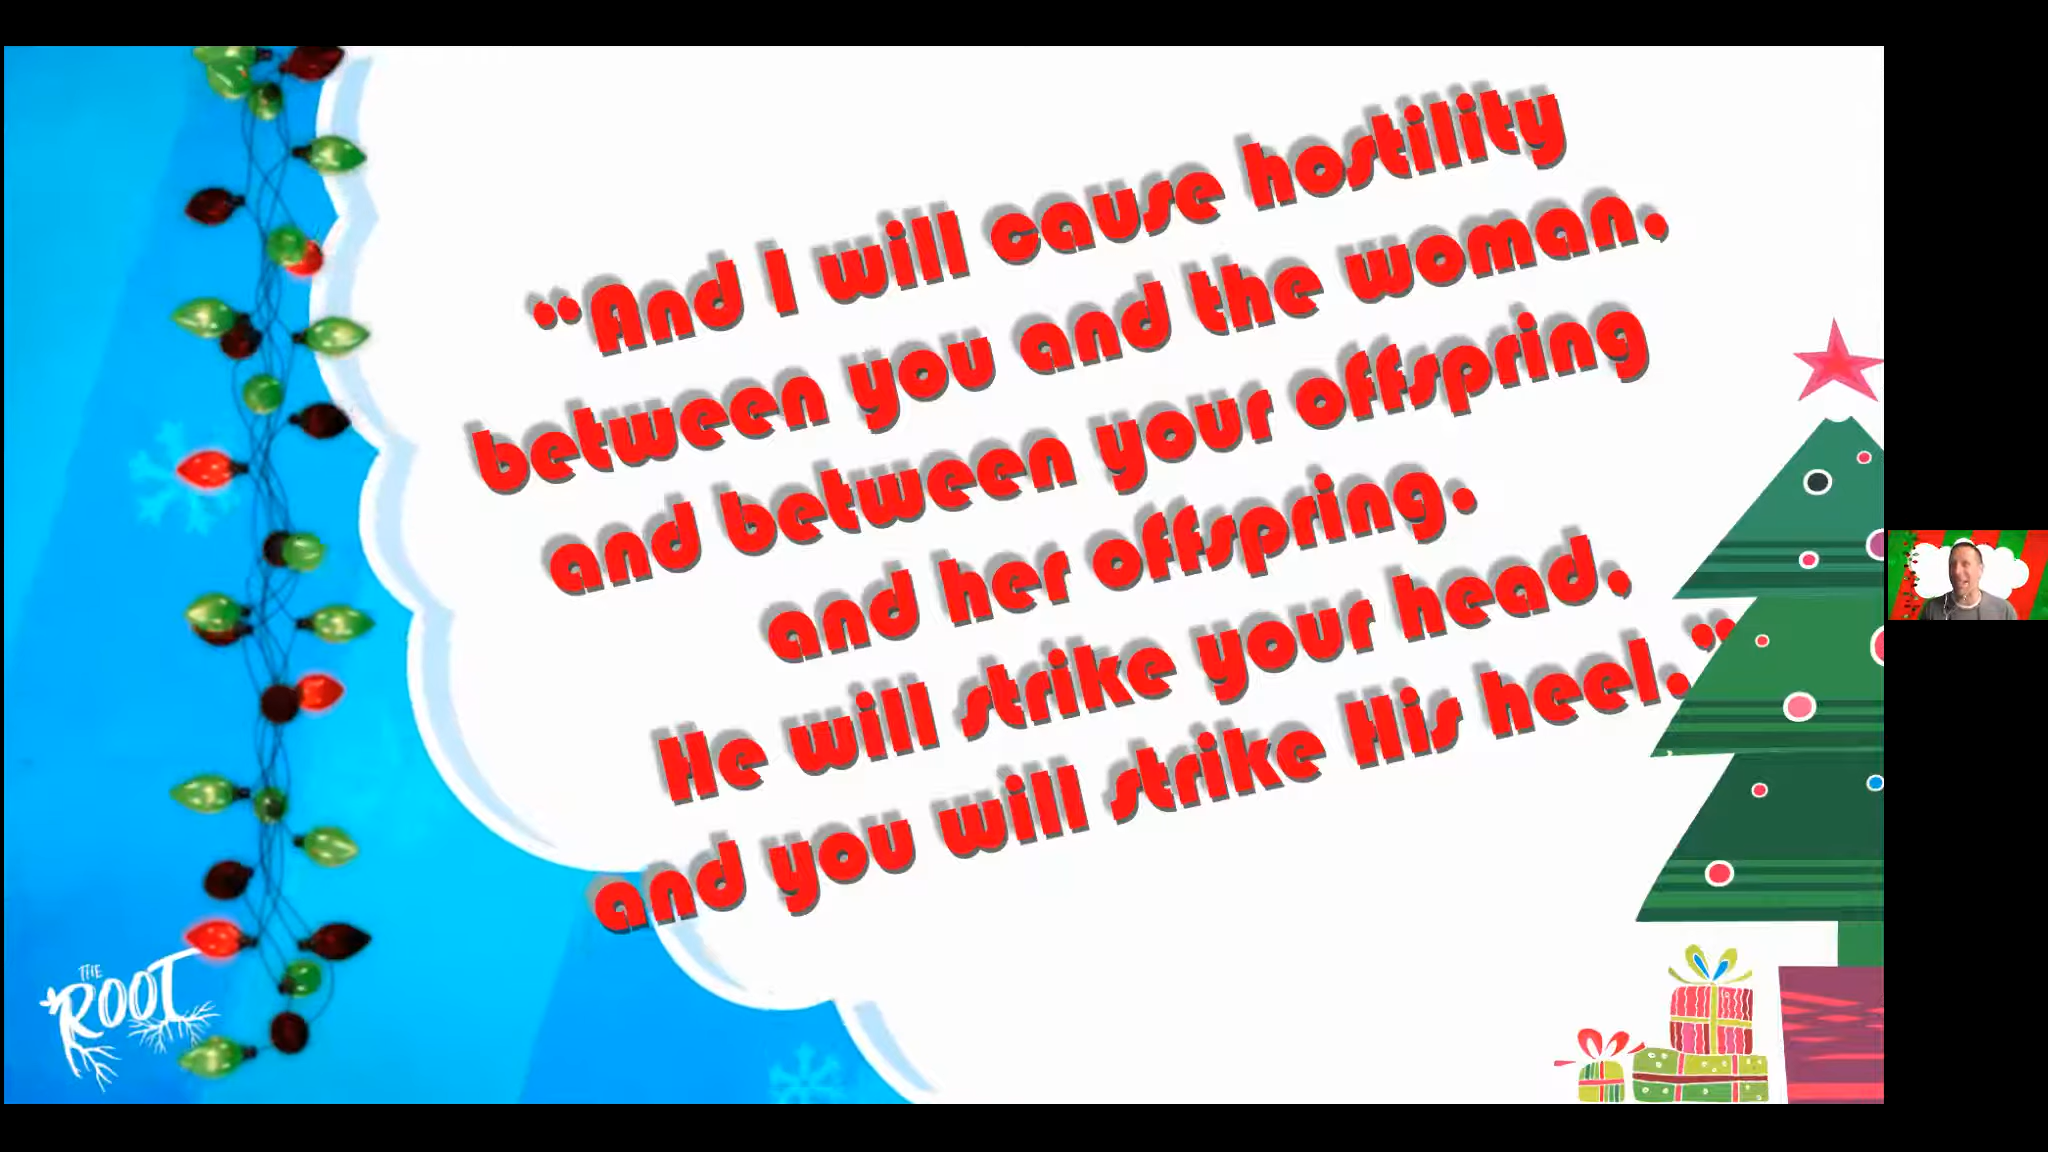 “And I will cause hostility
between you and the woman,
and between your offspring
and her offspring.
He will strike your head,
and you will strike His heel.”
THE
ROOT